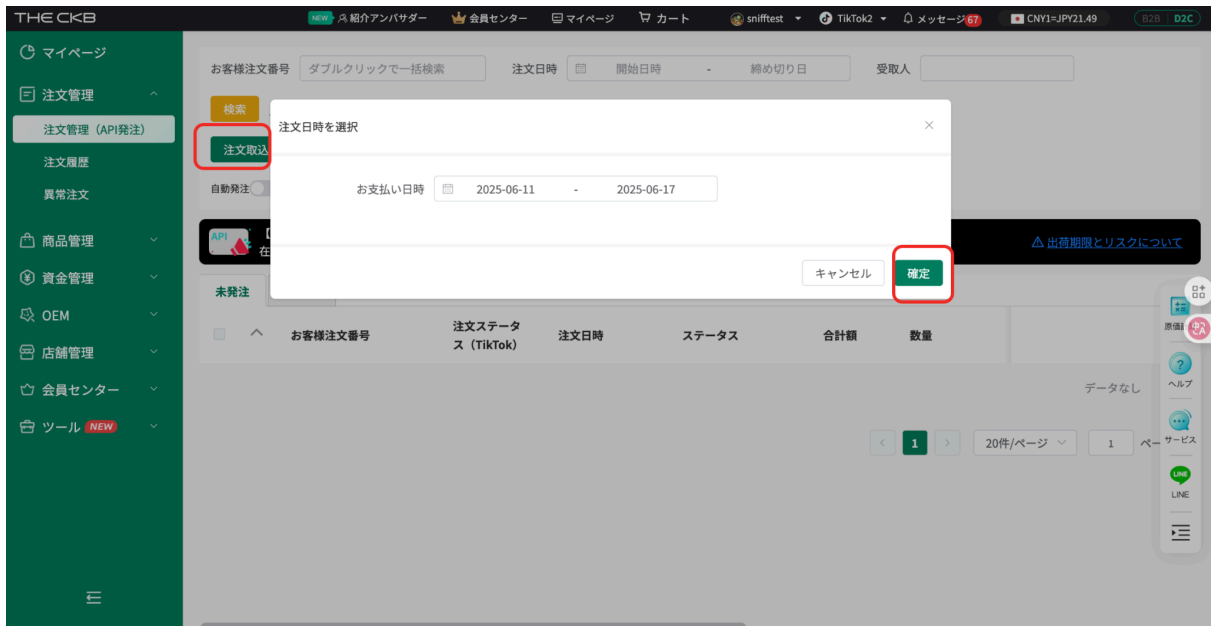 THE CKB
NEW 紹介アンバサダー 会員センター マイページ カート snifftest TikTok2 メッセージ67 CNY1=JPY21.49 B2B D2C
マイページ
注文管理
注文管理（API発注）
注文履歴
異常注文
商品管理
資金管理
OEM
店舗管理
会員センター
ツール NEW
お客様注文番号 ダブルクリックで一括検索 注文日時 開始日時 - 締め切り日 受取人
検索
注文取込
自動発注
注文日時を選択
お支払い日時 2025-06-11 - 2025-06-17
キャンセル 確定
API 【
在
出荷期限とリスクについて
未発注
お客様注文番号 注文ステータス（TikTok） 注文日時 ステータス 合計額 数量
データなし
1 20件/ページ 1 ペー
ヘルプ
サービス
LINE
LINE